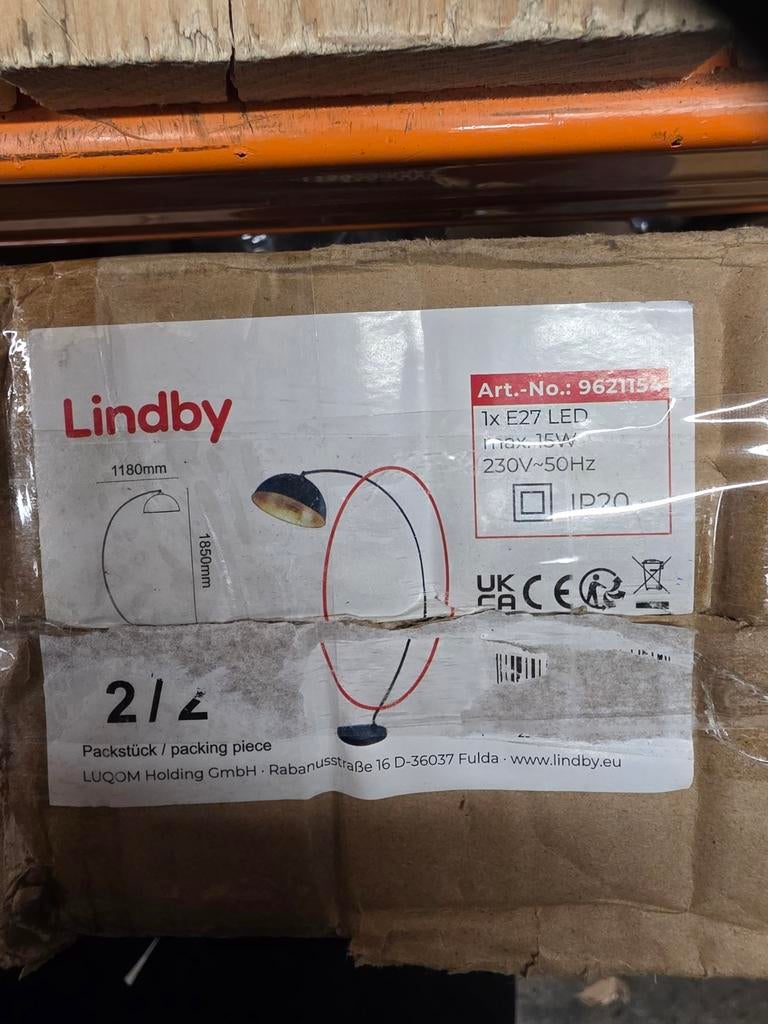 Lindby
Art.-No.: 9621154
1x E27 LED
max. 15W
230V~50Hz
IP20
1180mm
1850mm
UK
CA CE
2/2
Packstück / packing piece
LUQOM Holding GmbH · Rabanusstraße 16 D-36037 Fulda · www.lindby.eu